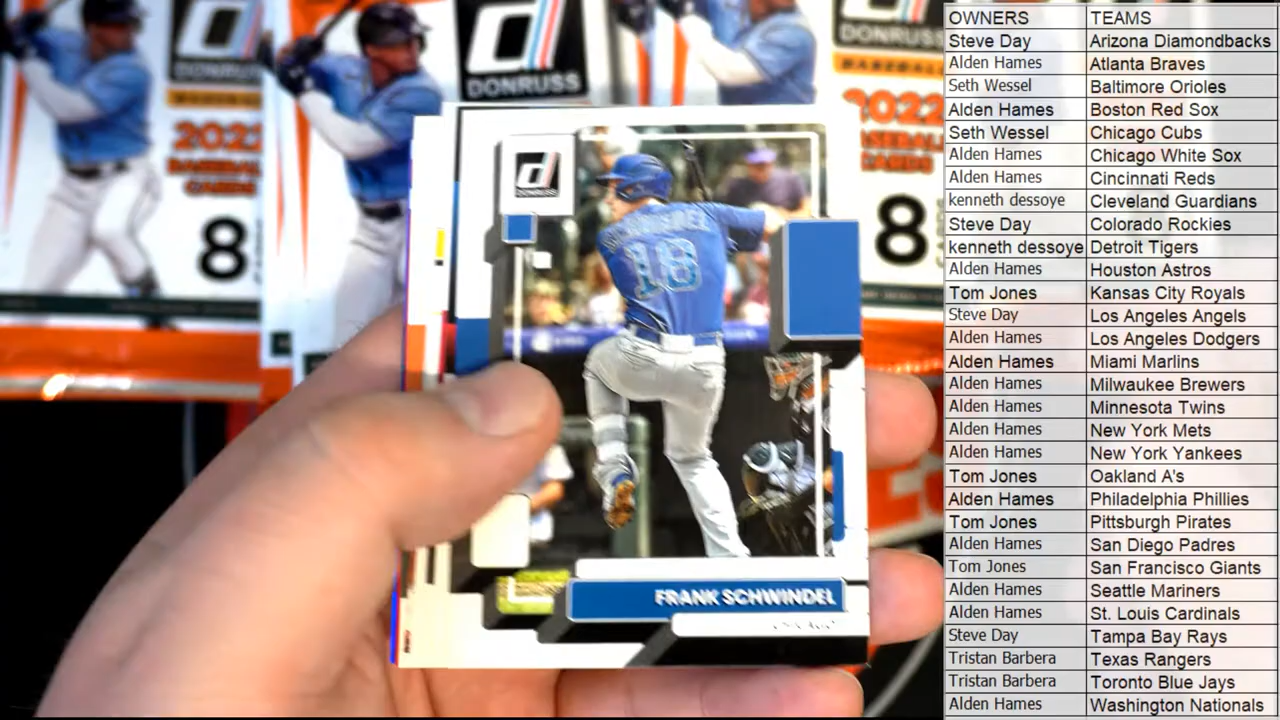 DONRUSS
DONRUSS
DONRUSS
BASEBALL
2022
BASEBALL
CARDS
8
8
DONRUSS
SCHWINDEL
18
FRANK SCHWINDEL
CHICAGO
OWNERS TEAMS
Steve Day Arizona Diamondbacks
Alden Hames Atlanta Braves
Seth Wessel Baltimore Orioles
Alden Hames Boston Red Sox
Seth Wessel Chicago Cubs
Alden Hames Chicago White Sox
Alden Hames Cincinnati Reds
kenneth dessoye Cleveland Guardians
Steve Day Colorado Rockies
kenneth dessoye Detroit Tigers
Alden Hames Houston Astros
Tom Jones Kansas City Royals
Steve Day Los Angeles Angels
Alden Hames Los Angeles Dodgers
Alden Hames Miami Marlins
Alden Hames Milwaukee Brewers
Alden Hames Minnesota Twins
Alden Hames New York Mets
Alden Hames New York Yankees
Tom Jones Oakland A's
Alden Hames Philadelphia Phillies
Tom Jones Pittsburgh Pirates
Alden Hames San Diego Padres
Tom Jones San Francisco Giants
Alden Hames Seattle Mariners
Alden Hames St. Louis Cardinals
Steve Day Tampa Bay Rays
Tristan Barbera Texas Rangers
Tristan Barbera Toronto Blue Jays
Alden Hames Washington Nationals